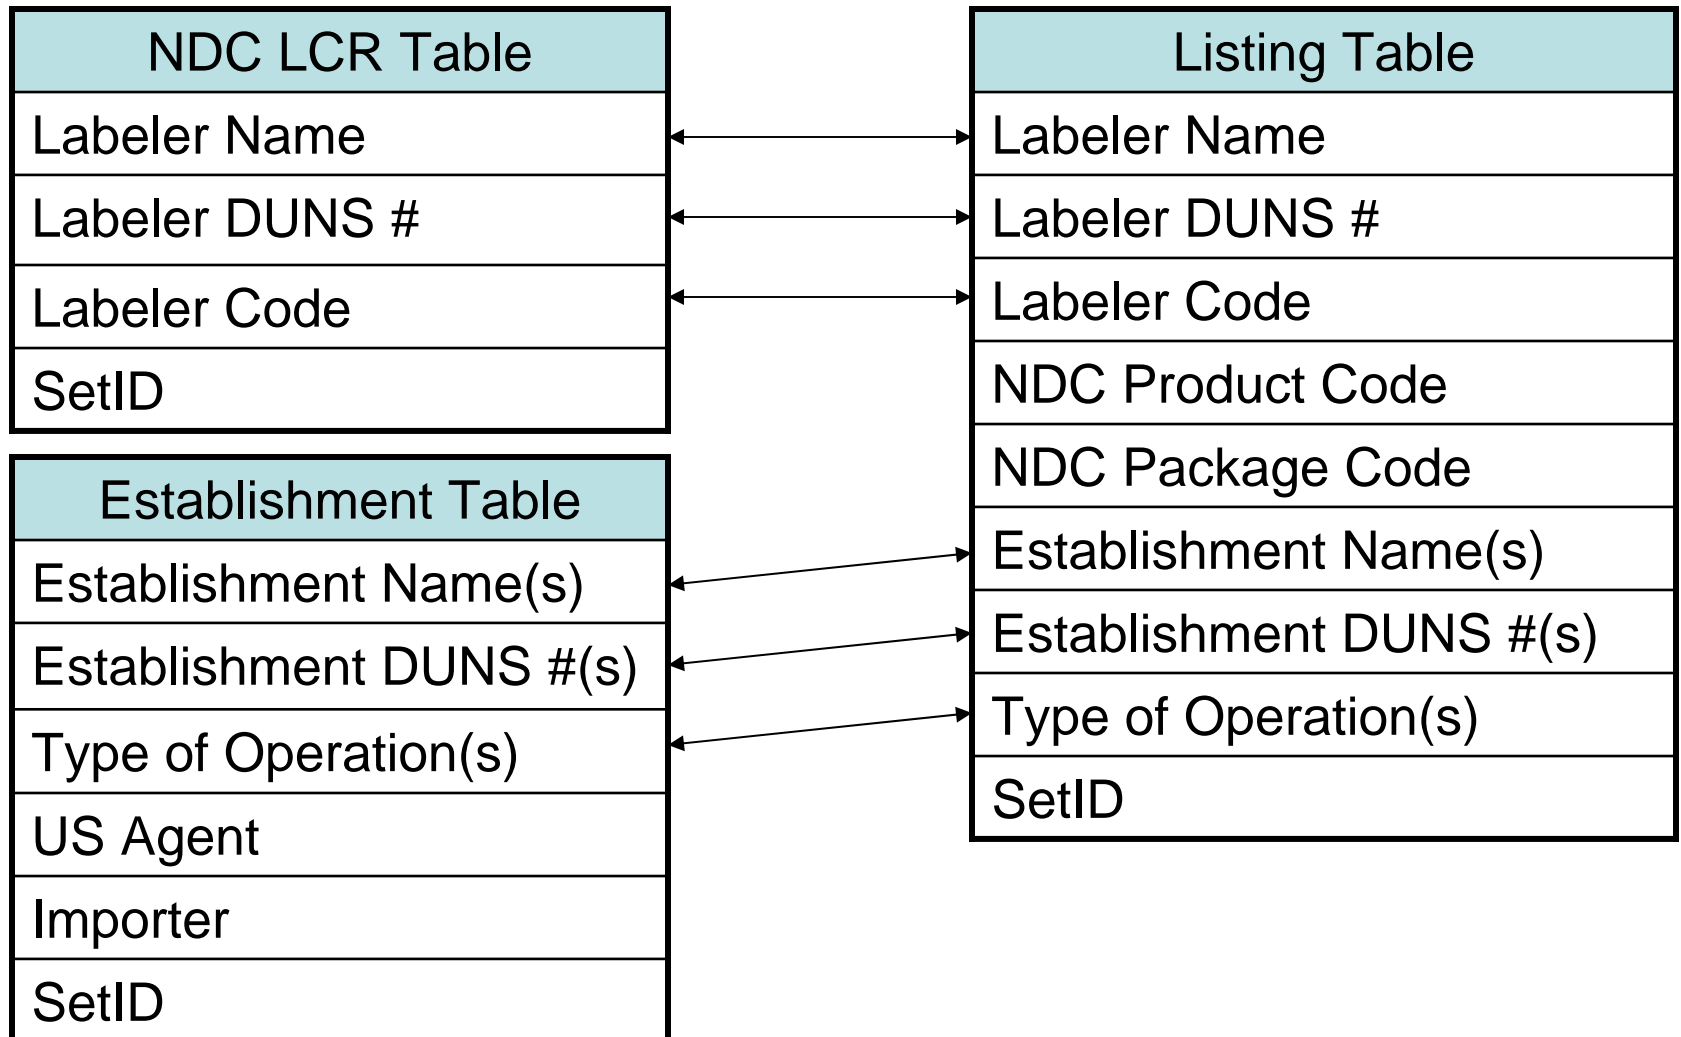 NDC LCR Table
Labeler Name
Labeler DUNS #
Labeler Code
SetID
Establishment Table
Establishment Name(s)
Establishment DUNS #(s)
Type of Operation(s)
US Agent
Importer
SetID
Listing Table
Labeler Name
Labeler DUNS #
Labeler Code
NDC Product Code
NDC Package Code
Establishment Name(s)
Establishment DUNS #(s)
Type of Operation(s)
SetID